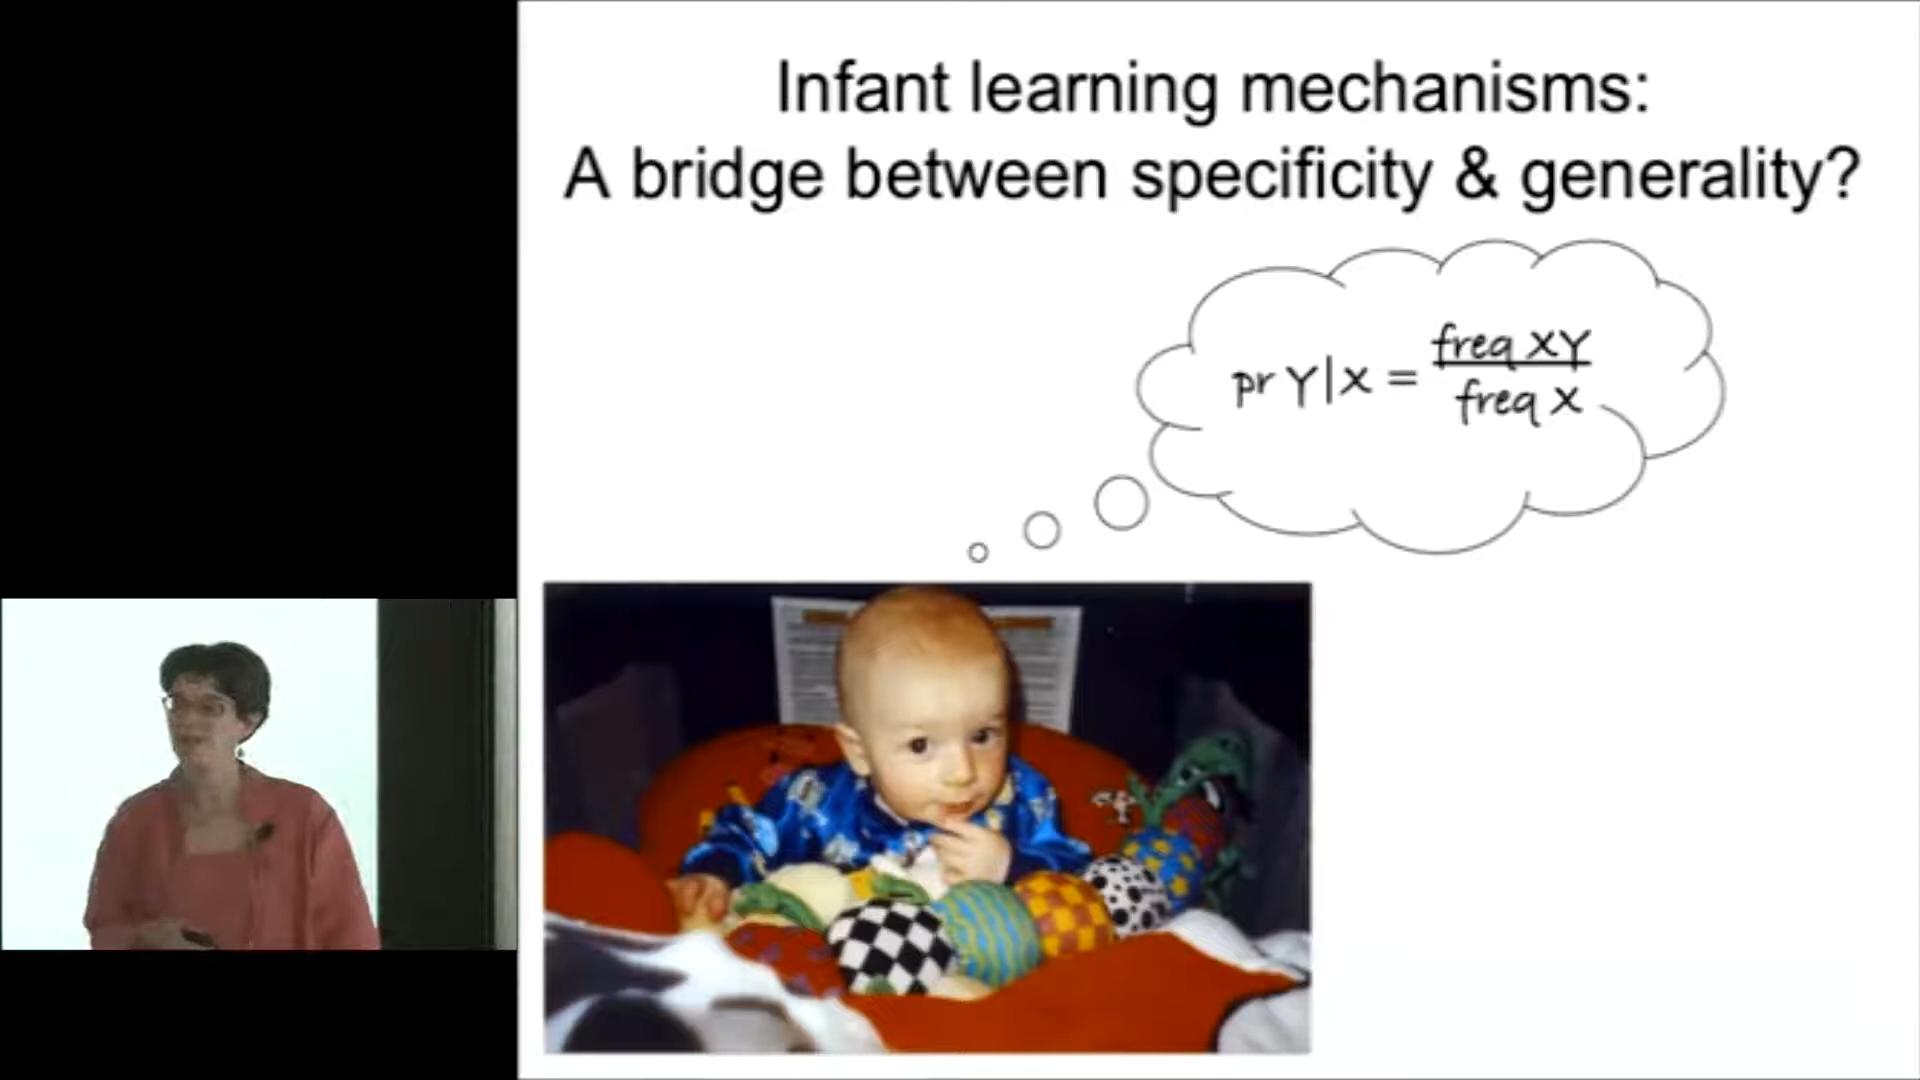 Infant learning mechanisms:
A bridge between specificity & generality?
pr Y|X = freq XY
freq X